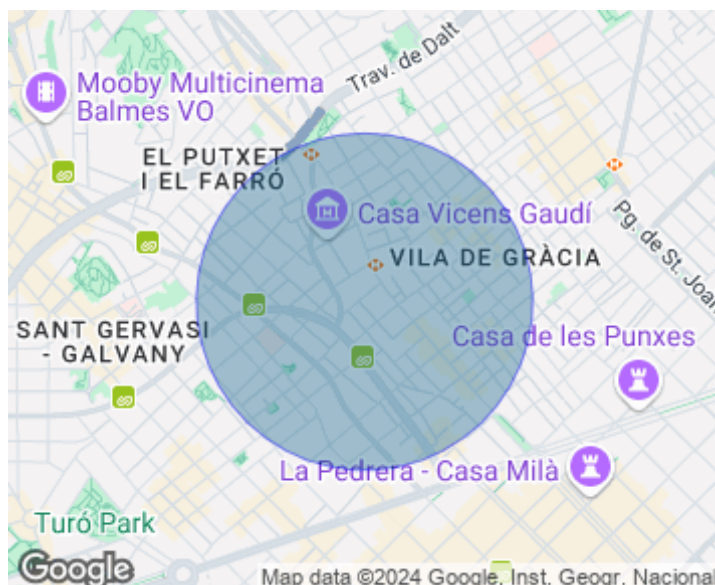 Mooby Multicinema
Balmes VO
Trav. de Dalt
EL PUTXET
I EL FARRÓ
Casa Vicens Gaudí
VILA DE GRÀCIA
Pg. de St. Joan
SANT GERVASI
- GALVANY
Casa de les Punxes
La Pedrera - Casa Milà
Turó Park
Google
Map data ©2024 Google, Inst. Geogr. Nacional